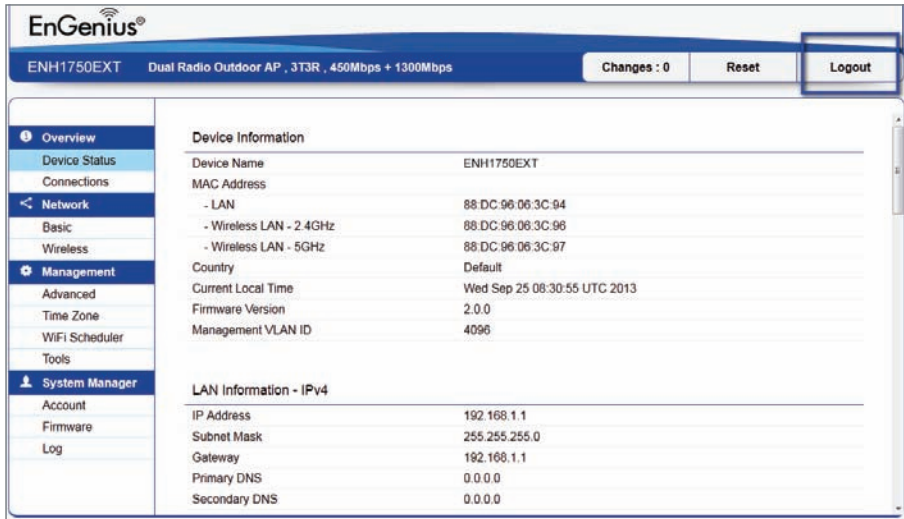 EnGenius®
ENH1750EXT Dual Radio Outdoor AP , 3T3R , 450Mbps + 1300Mbps Changes : 0 Reset Logout
Overview
Device Status
Connections
Network
Basic
Wireless
Management
Advanced
Time Zone
WiFi Scheduler
Tools
System Manager
Account
Firmware
Log
Device Information
Device Name ENH1750EXT
MAC Address
- LAN 88:DC:96:06:3C:94
- Wireless LAN - 2.4GHz 88:DC:96:06:3C:96
- Wireless LAN - 5GHz 88:DC:96:06:3C:97
Country Default
Current Local Time Wed Sep 25 08:30:55 UTC 2013
Firmware Version 2.0.0
Management VLAN ID 4096
LAN Information - IPv4
IP Address 192.168.1.1
Subnet Mask 255.255.255.0
Gateway 192.168.1.1
Primary DNS 0.0.0.0
Secondary DNS 0.0.0.0